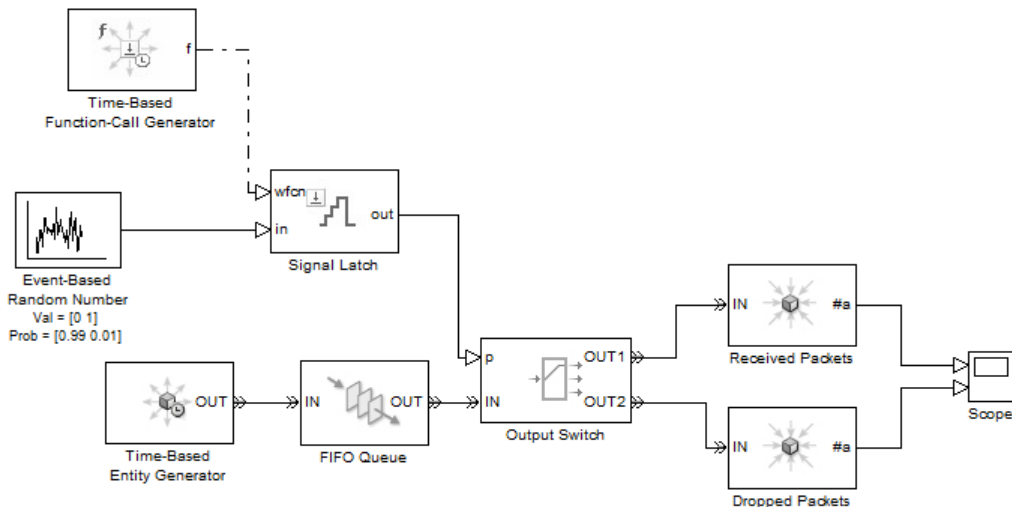 f
f
Time-Based
Function-Call Generator
wfcn
in
out
Signal Latch
Event-Based
Random Number
Val = [0 1]
Prob = [0.99 0.01]
OUT
Time-Based
Entity Generator
IN
OUT
FIFO Queue
p
IN
OUT1
OUT2
Output Switch
IN
#a
Received Packets
IN
#a
Dropped Packets
Scope